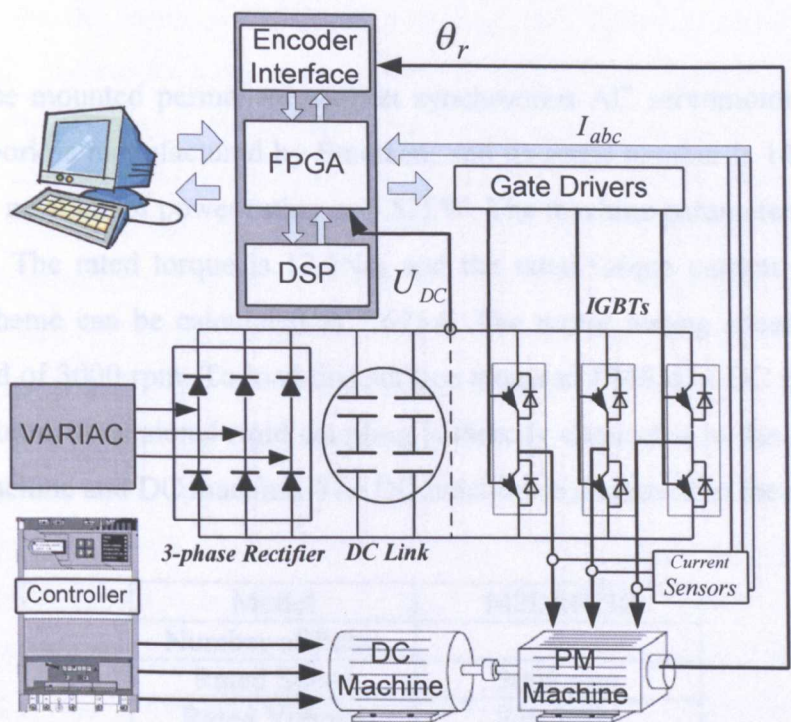 Encoder
Interface
θr
Iabc
FPGA
Gate Drivers
DSP
UDC
IGBTs
VARIAC
3-phase Rectifier
DC Link
Current
Sensors
Controller
DC
Machine
PM
Machine